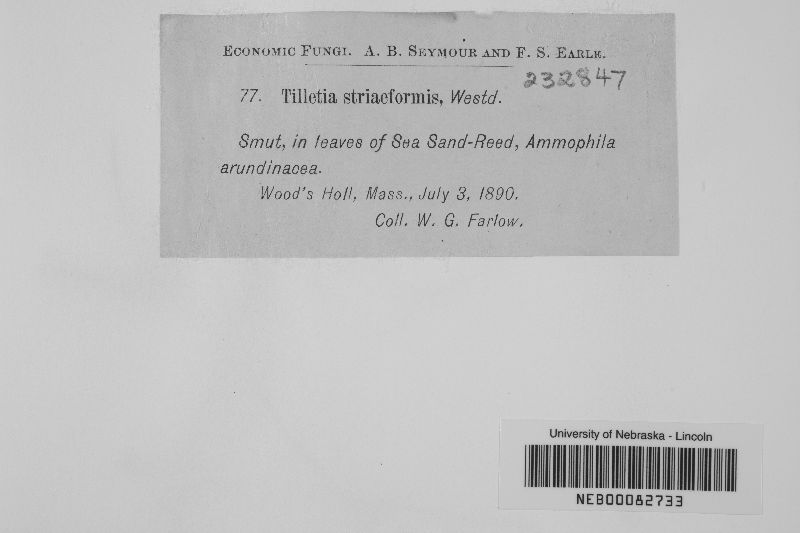 ECONOMIC FUNGI. A. B. SEYMOUR AND F. S. EARLE.
232847
77. Tilletia striaeformis, Westd.
Smut, in leaves of Sea Sand-Reed, Ammophila
arundinacea.
Wood's Holl, Mass., July 3, 1890.
Coll. W. G. Farlow.
University of Nebraska - Lincoln
NEB00082733